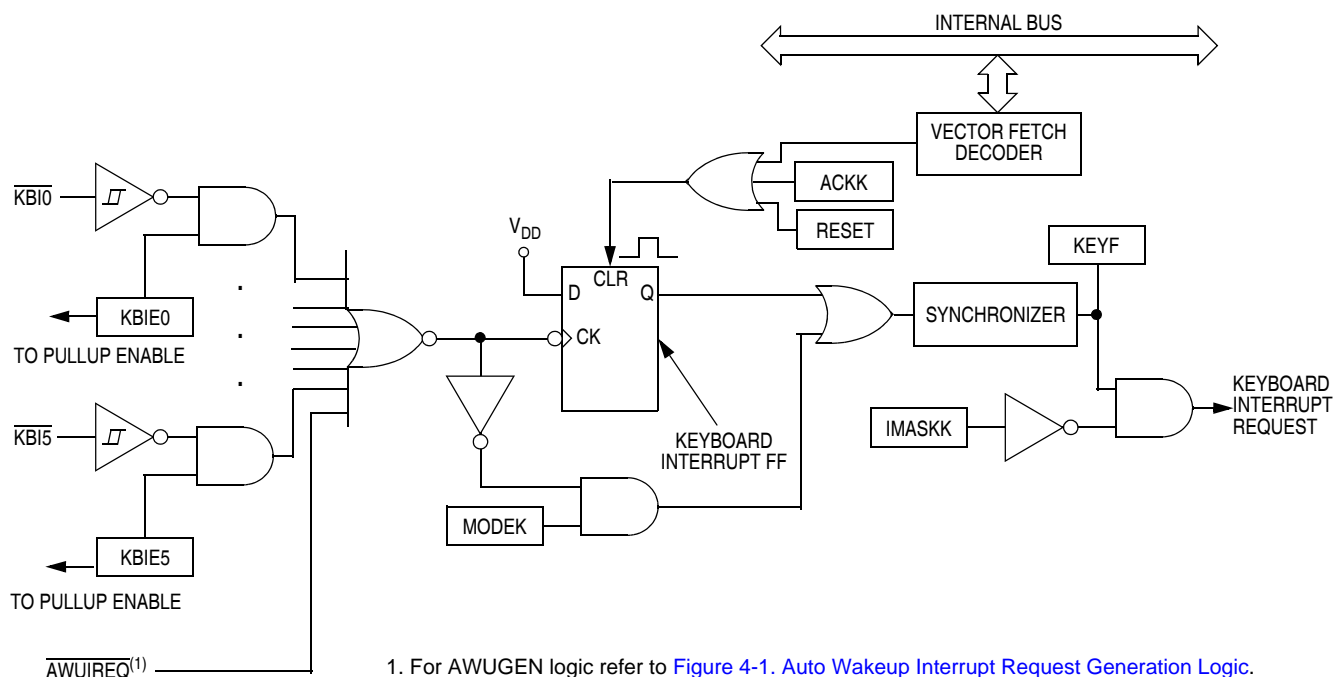 INTERNAL BUS
VECTOR FETCH
DECODER
ACKK
RESET
KBI0
VDD
KEYF
D
CLR
Q
CK
KBIE0
TO PULLUP ENABLE
SYNCHRONIZER
KBI5
KEYBOARD
INTERRUPT FF
IMASKK
KEYBOARD
INTERRUPT
REQUEST
MODEK
KBIE5
TO PULLUP ENABLE
AWUIREQ(1)
1. For AWUGEN logic refer to Figure 4-1. Auto Wakeup Interrupt Request Generation Logic.